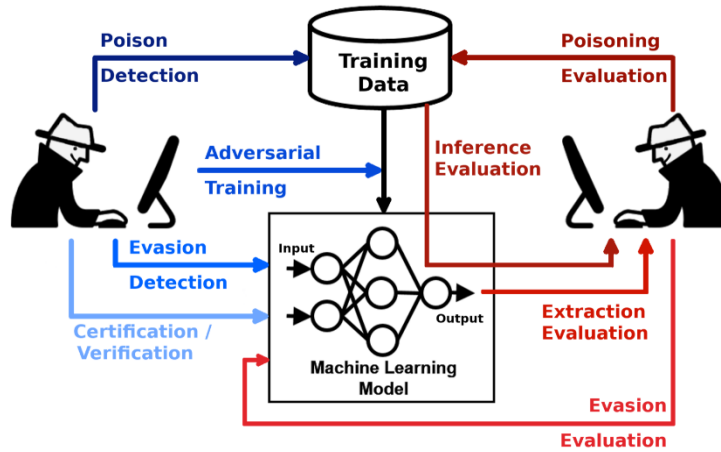 Poison
Detection
Training
Data
Poisoning
Evaluation
Adversarial
Training
Inference
Evaluation
Evasion
Detection
Input
Output
Certification /
Verification
Extraction
Evaluation
Machine Learning
Model
Evasion
Evaluation